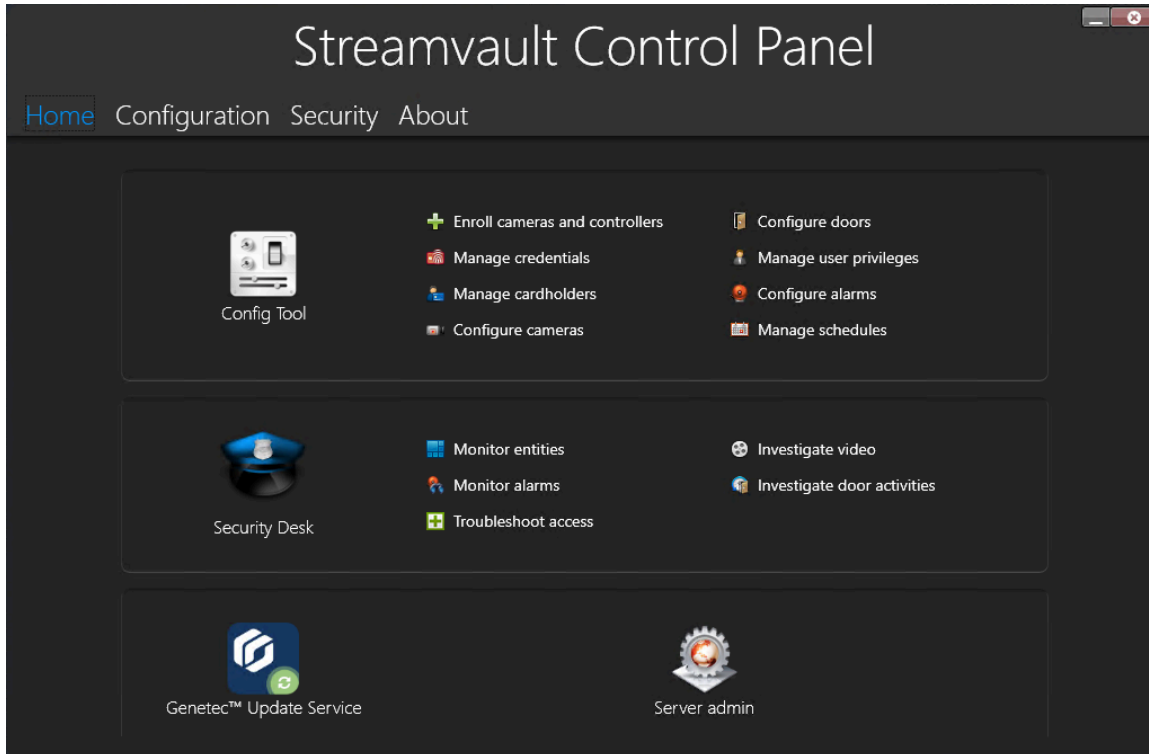 Streamvault Control Panel
Home Configuration Security About
Enroll cameras and controllers
Configure doors
Manage credentials
Manage user privileges
Manage cardholders
Configure alarms
Configure cameras
Manage schedules
Config Tool
Monitor entities
Investigate video
Monitor alarms
Investigate door activities
Troubleshoot access
Security Desk
Genetec™ Update Service
Server admin